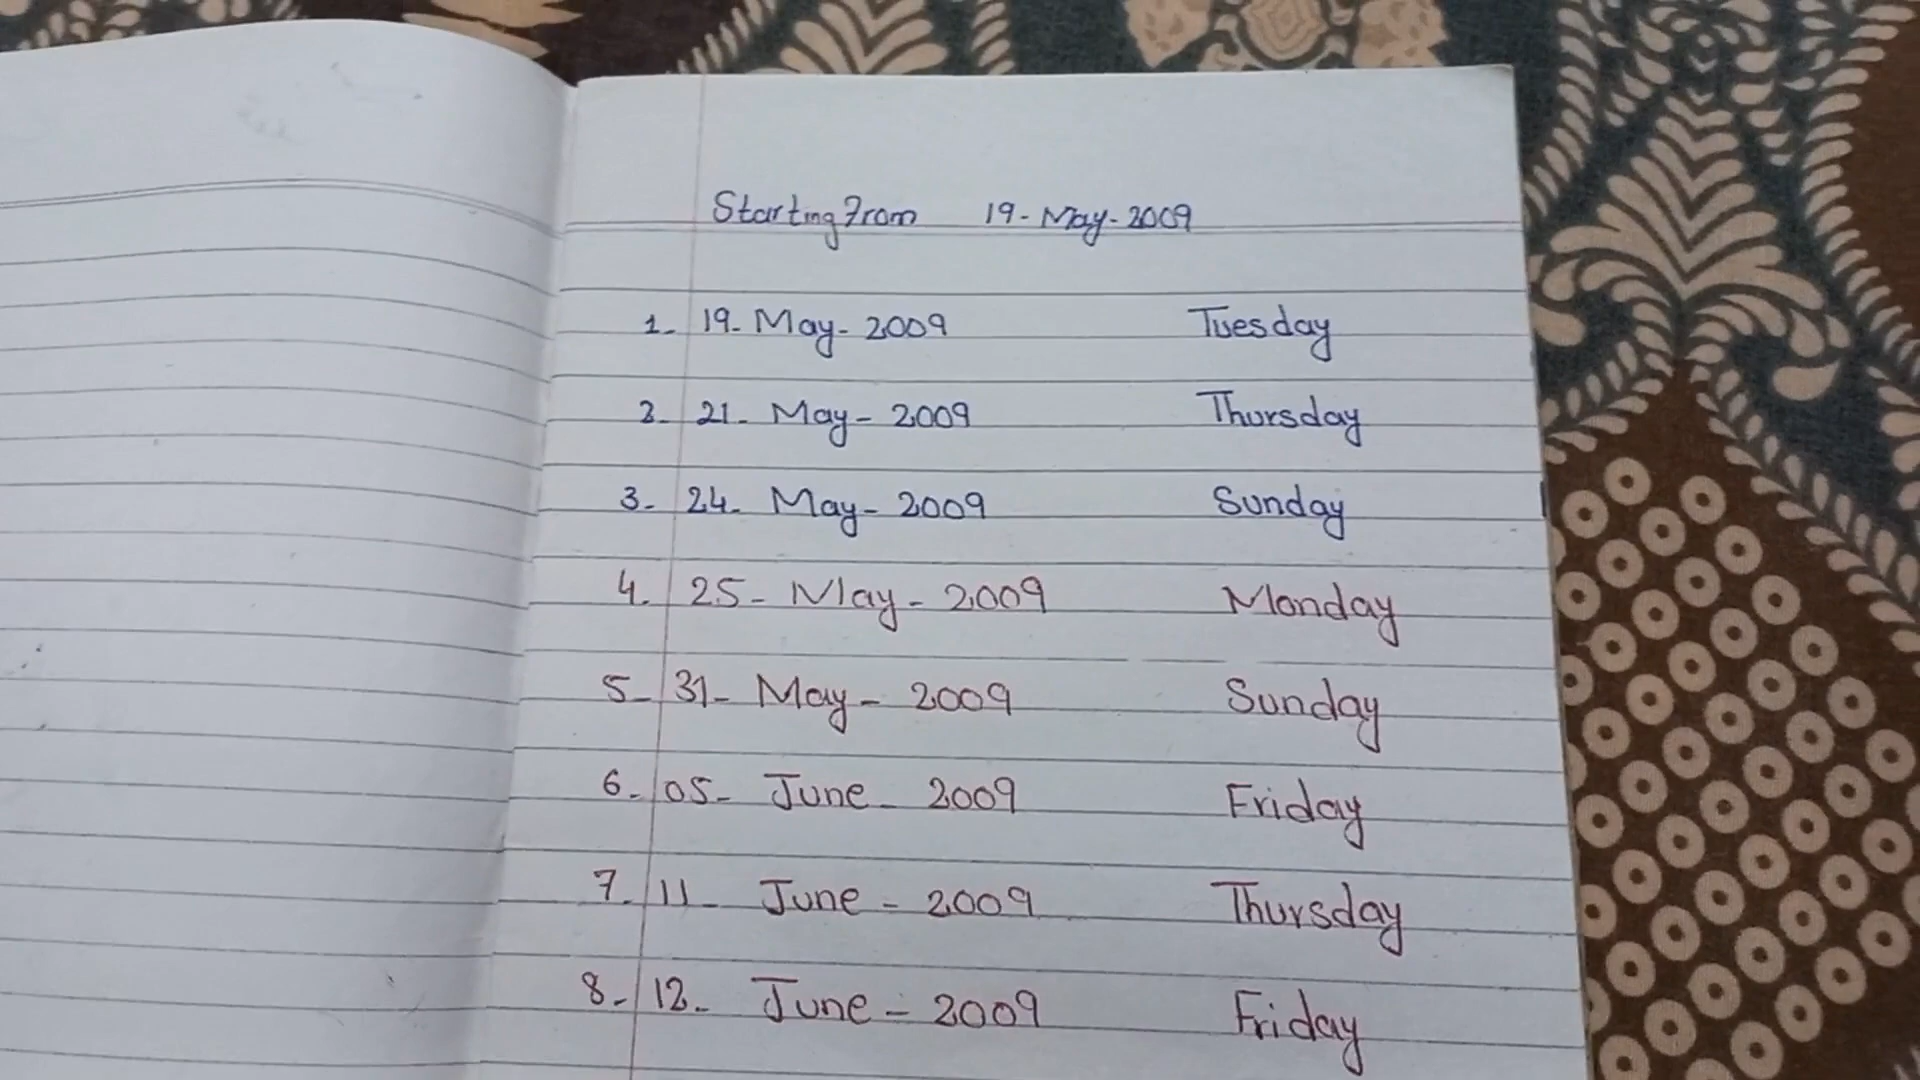 Starting From 19-May-2009
1- 19- May- 2009 Tuesday
2- 21- May- 2009 Thursday
3- 24- May- 2009 Sunday
4. 25- May- 2009 Monday
5- 31- May- 2009 Sunday
6- 05- June- 2009 Friday
7- 11- June- 2009 Thursday
8- 12- June- 2009 Friday